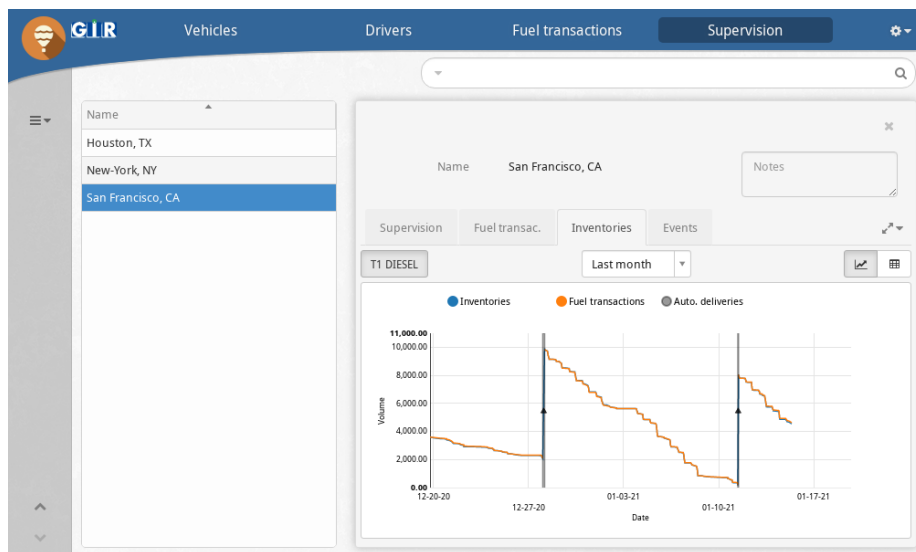 GIR Vehicles Drivers Fuel transactions Supervision
Name
Houston, TX
New-York, NY
San Francisco, CA
Name San Francisco, CA Notes
Supervision Fuel transac. Inventories Events
T1 DIESEL Last month
Inventories Fuel transactions Auto. deliveries
11,000.00
10,000.00
8,000.00
6,000.00
4,000.00
2,000.00
0.00
Volume
12-20-20 01-03-21 01-17-21
12-27-20 01-10-21
Date